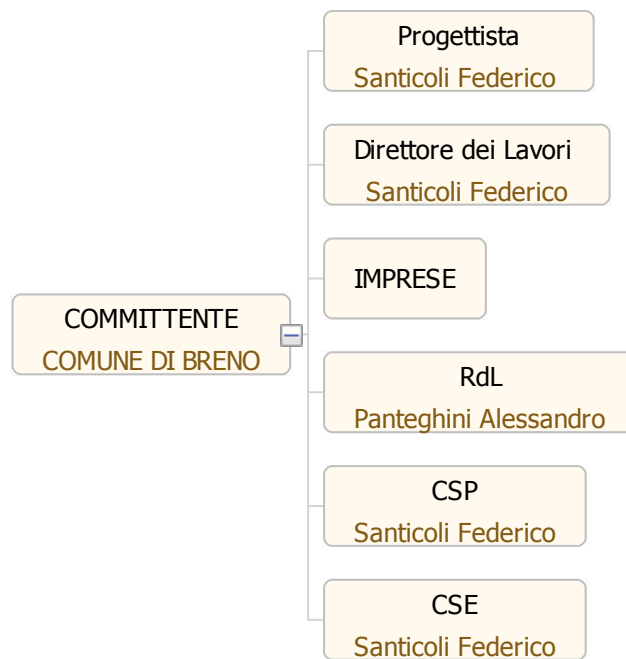 Progettista
Santicoli Federico
Direttore dei Lavori
Santicoli Federico
IMPRESE
COMMITTENTE
COMUNE DI BRENO
RdL
Panteghini Alessandro
CSP
Santicoli Federico
CSE
Santicoli Federico